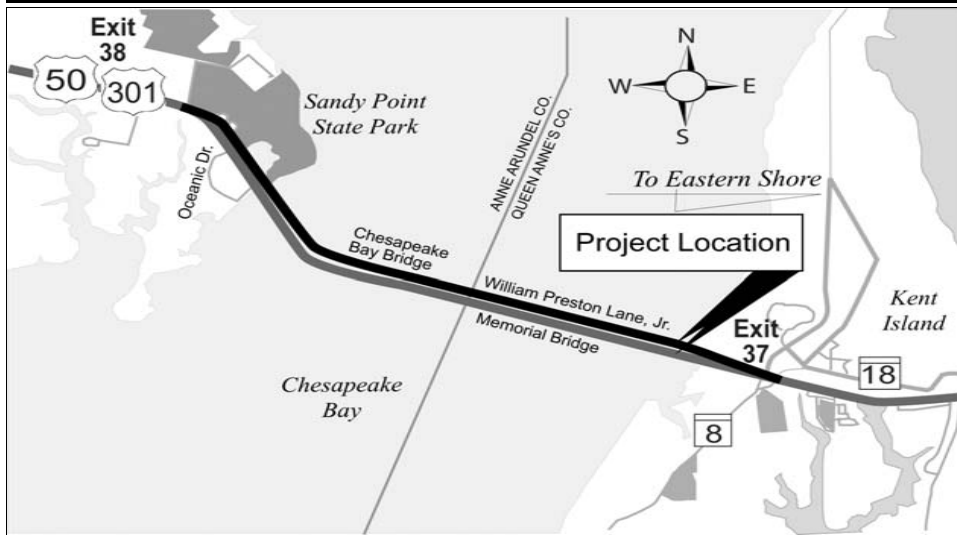 Exit
38
50
301
Sandy Point
State Park
Oceanic Dr.
ANNE ARUNDEL CO.
QUEEN ANNE'S CO.
N
W
E
S
To Eastern Shore
Project Location
Chesapeake
Bay Bridge
William Preston Lane, Jr.
Memorial Bridge
Exit
37
Kent
Island
18
8
Chesapeake
Bay